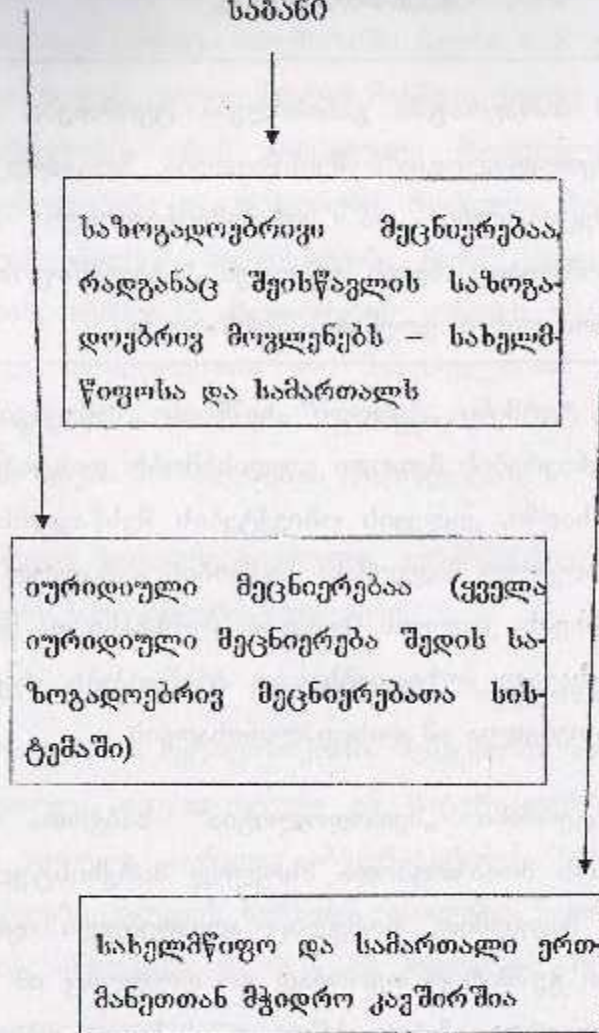 საგანი
საზოგადოებრივი მეცნიერებაა,
რადგანაც შეისწავლის საზოგა-
დოებრივ მოვლენებს – სახელმ-
წიფოსა და სამართალს
იურიდიული მეცნიერებაა (ყველა
იურიდიული მეცნიერება შედის სა-
ზოგადოებრივ მეცნიერებათა სის-
ტემაში)
სახელმწიფო და სამართალი ერთ-
მანეთთან მჭიდრო კავშირშია